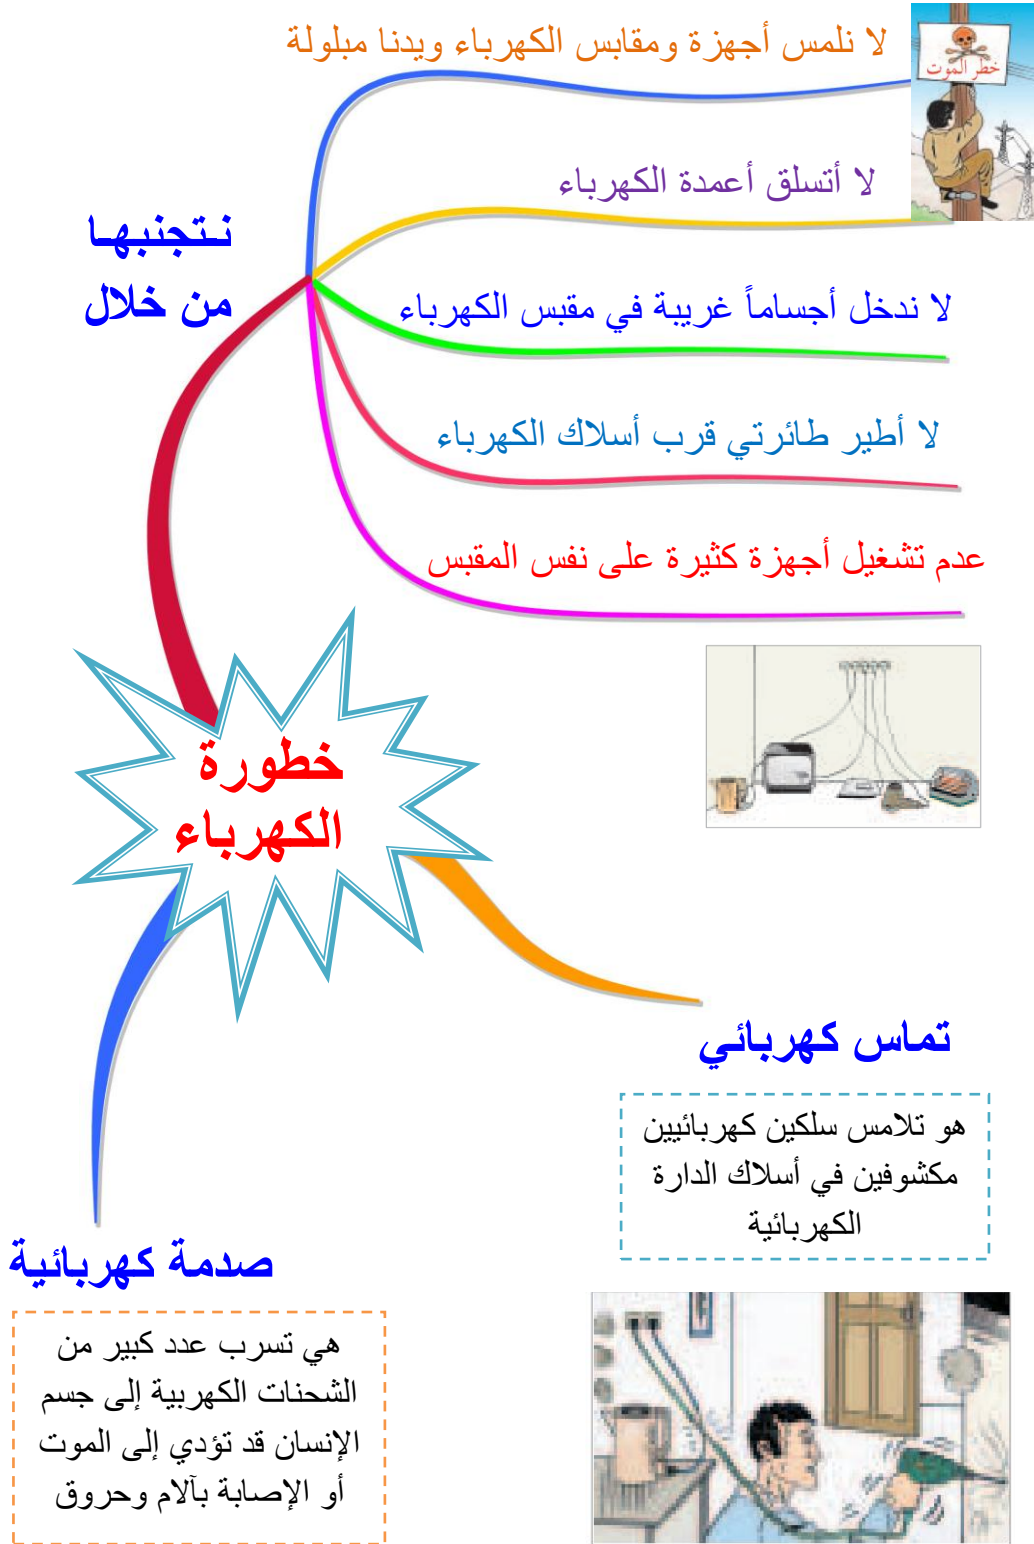 لا نلمس أجهزة ومقابس الكهرباء ويدنا مبلولة
خطر الموت
لا أتسلق أعمدة الكهرباء
نـتجنبهـا
من خلال
لا ندخل أجساماً غريبة في مقبس الكهرباء
لا أطير طائرتي قرب أسلاك الكهرباء
عدم تشغيل أجهزة كثيرة على نفس المقبس
خطورة
الكهرباء
تماس كهربائي
هو تلامس سلكين كهربائيين
مكشوفين في أسلاك الدارة
الكهربائية
صدمة كهربائية
هي تسرب عدد كبير من
الشحنات الكهربية إلى جسم
الإنسان قد تؤدي إلى الموت
أو الإصابة بآلام وحروق